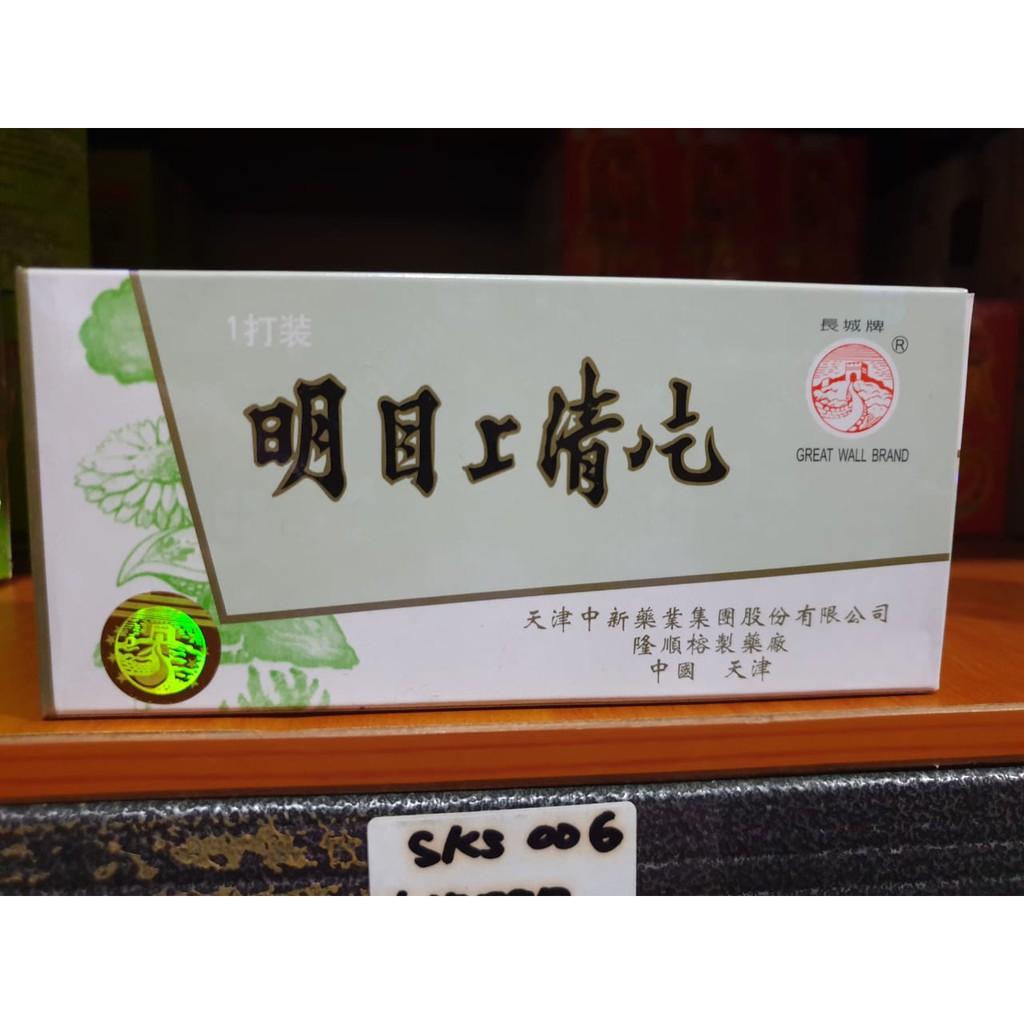 1打装
明目上清片
長城牌
®
GREAT WALL BRAND
天津中新藥業集團股份有限公司
隆順榕製藥廠
中國 天津
SKS 006